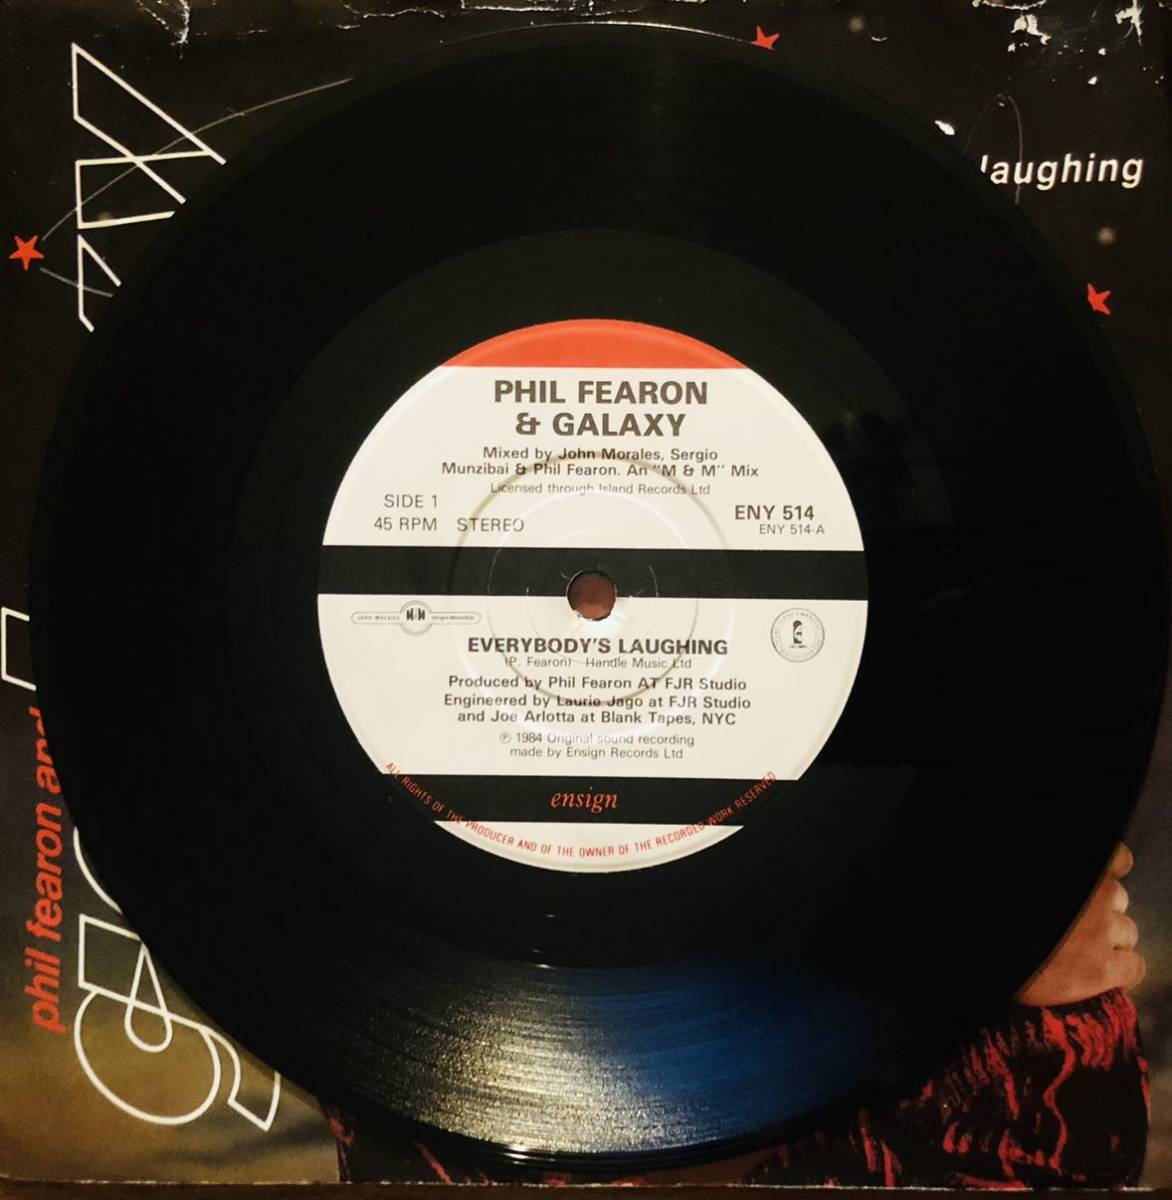 laughing
PHIL FEARON
& GALAXY
Mixed by John Morales, Sergio
Munzibai & Phil Fearon. An "M & M" Mix
Licensed through Island Records Ltd
SIDE 1
45 RPM STEREO
ENY 514
ENY 514-A
John Morales M+M Sergio Munzibai
EVERYBODY'S LAUGHING
(P. Fearon) Handle Music Ltd
Produced by Phil Fearon AT FJR Studio
Engineered by Laurie Jago at FJR Studio
and Joe Arlotta at Blank Tapes, NYC
℗ 1984 Original sound recording
made by Ensign Records Ltd
ensign
ALL RIGHTS OF THE PRODUCER AND OF THE OWNER OF THE RECORDED WORK RESERVED
phil fearon and